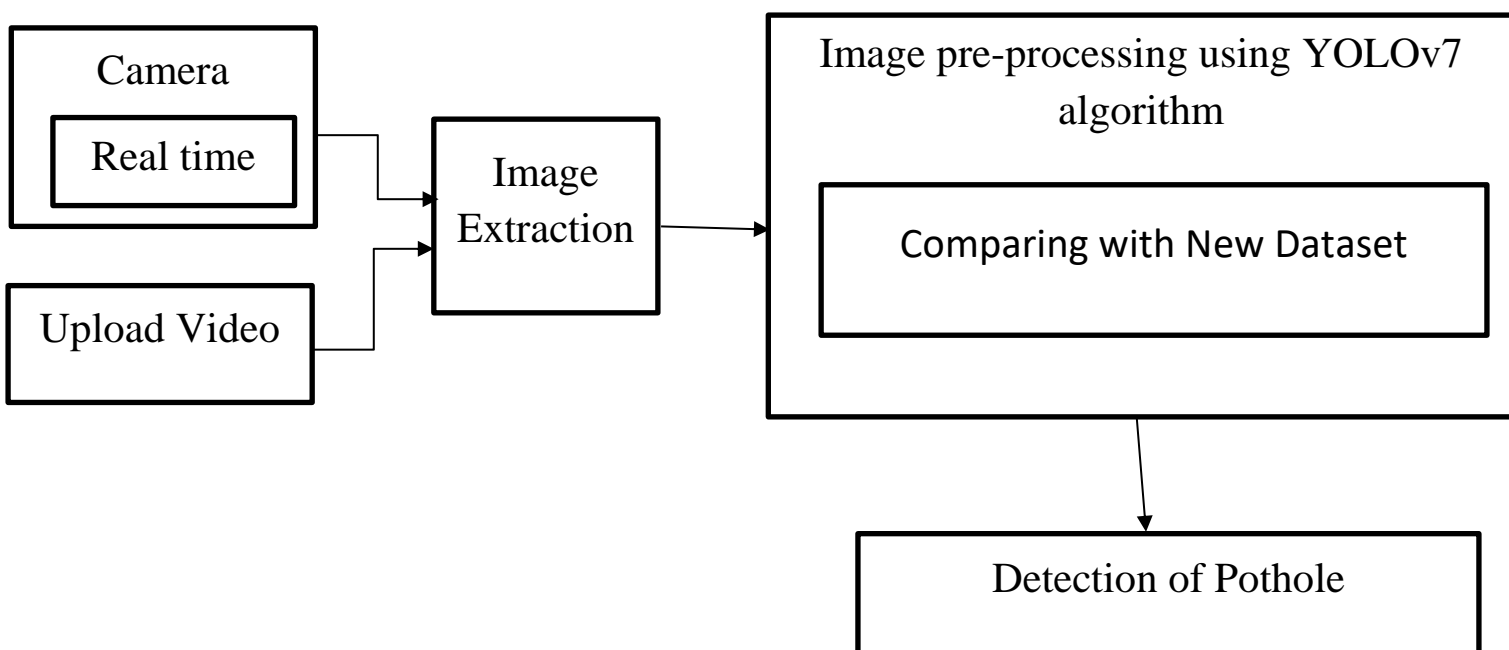 Camera
Real time
Upload Video
Image
Extraction
Image pre-processing using YOLOv7
algorithm
Comparing with New Dataset
Detection of Pothole